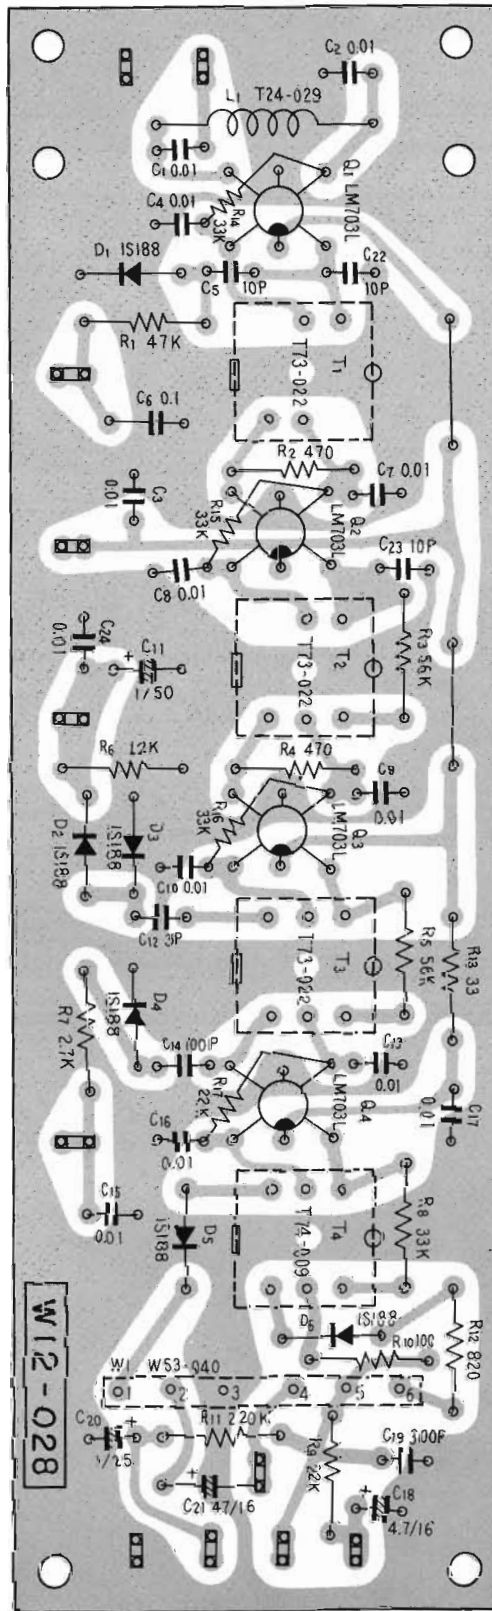 C2 0.01
L1 T24-029
C1 0.01
Q1 LM703L
C4 0.01
R14
33K
D1 1S188
C5 10P
C22
10P
R1 47K
T1
T73-022
C6 0.1
R2 470
C7 0.01
C3
0.01
R15
33K
Q2
LM703L
C8 0.01
C23 10P
C24
0.01
C11
1/50
T2
T73-022
R3 56K
R6 12K
R4 470
C9
0.01
D2 1S188
D3
1S188
R16
33K
Q3
LM703L
C10 0.01
C12 3P
T3
T73-022
R5
56K
R13 33
R7 2.7K
D4
1S188
C14 100P
C13
0.01
R17
22K
Q4
LM703L
C16
0.01
C17
0.01
C15
0.01
D5
1S188
T4
T74-009
R8 33K
D6 1S188
R10 100
R12 820
W1 W53-040
1 2 3 4 5 6
W12-028
C20
R11 220K
R9
22K
C19 300P
C21 47/16
C18
4.7/16